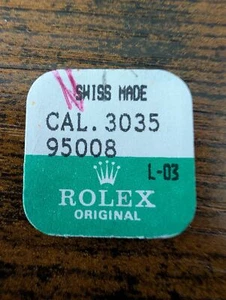 SWISS MADE
CAL. 3035
95008
L-03
ROLEX
ORIGINAL